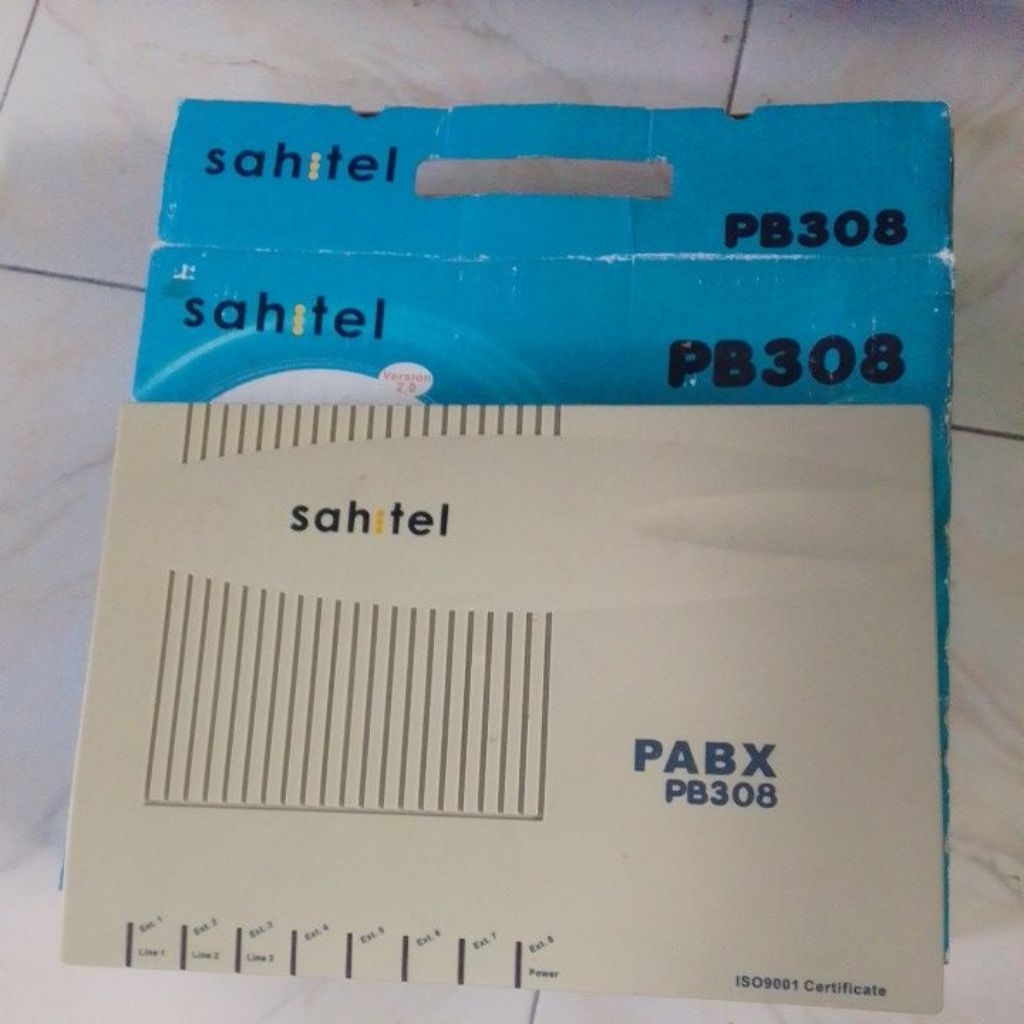 sahitel
PB308
sahitel
PB308
Version
2.0
sahitel
PABX
PB308
Ext. 1 Ext. 2 Ext. 3 Ext. 4 Ext. 5 Ext. 6 Ext. 7 Ext. 8
Line 1 Line 2 Line 3 Power
ISO9001 Certificate